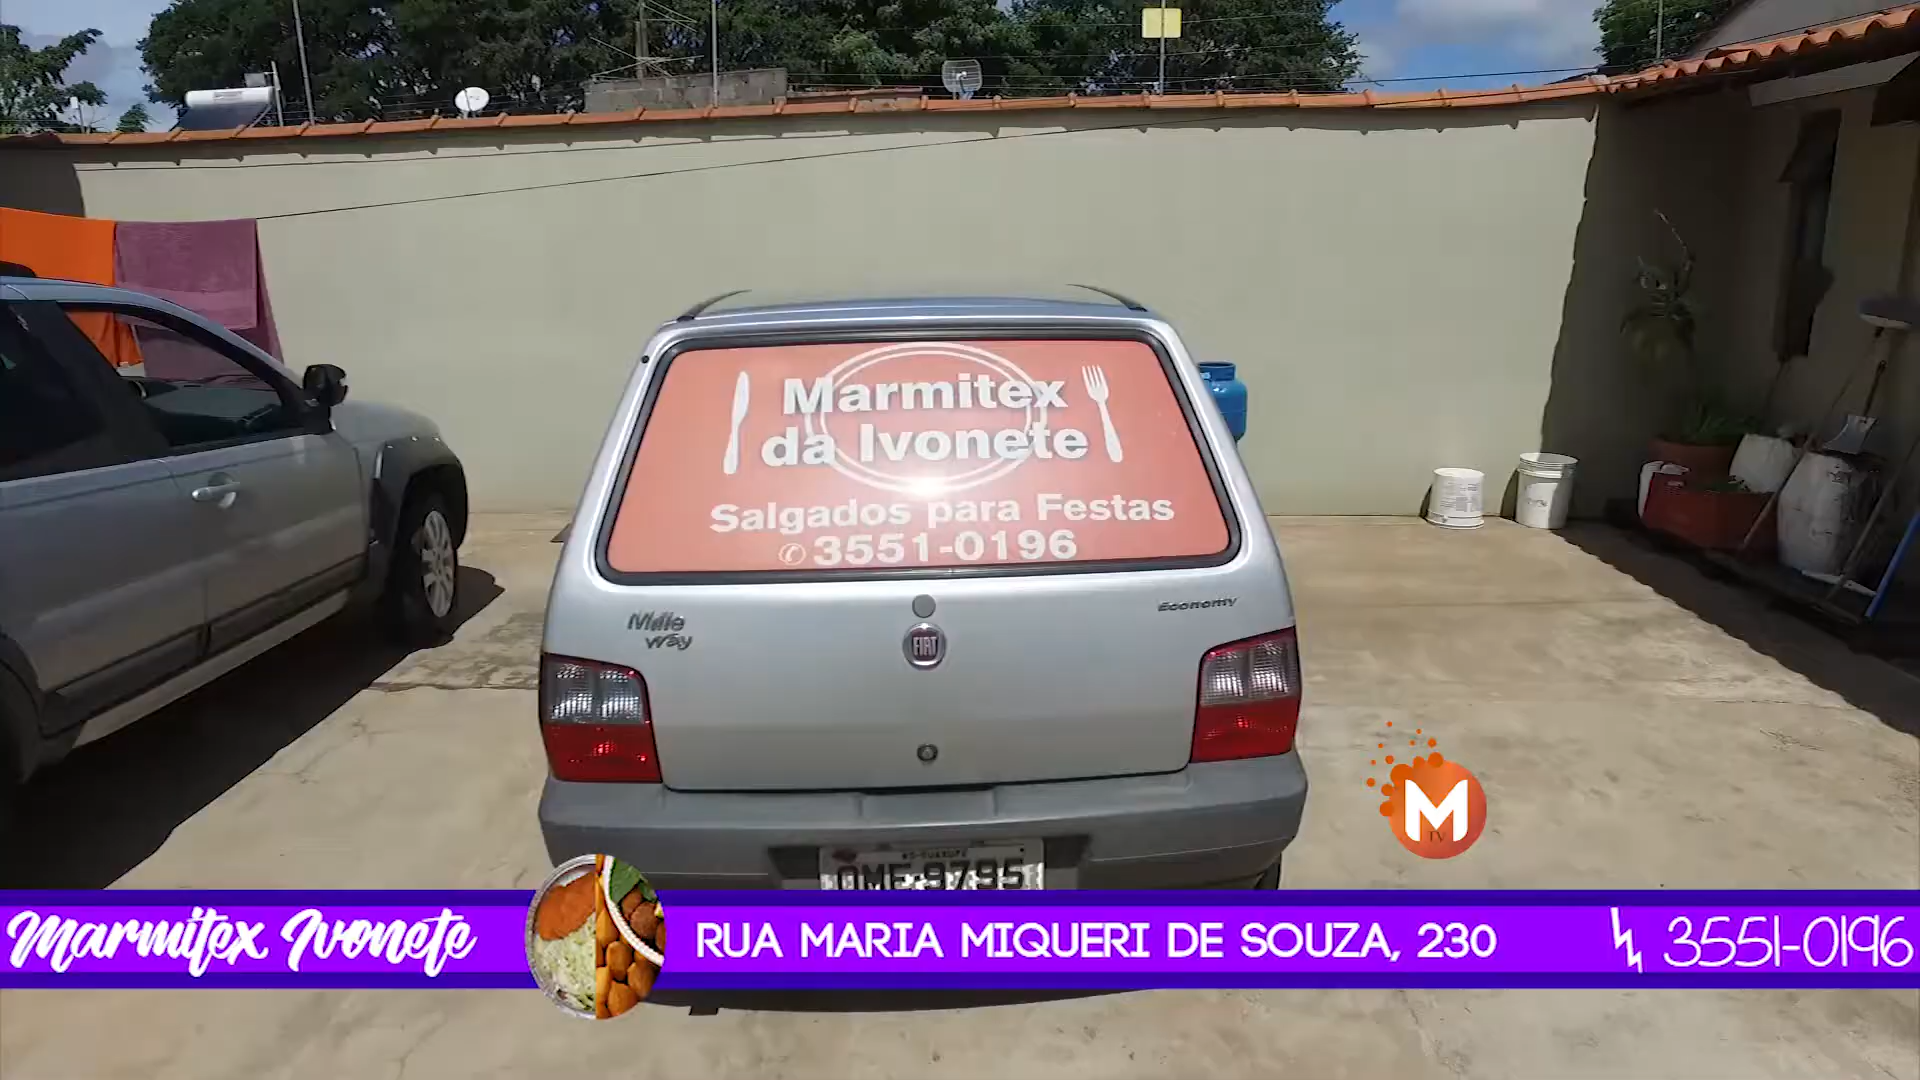 Marmitex
da Ivonete
Salgados para Festas
3551-0196
Mille
way
Economy
FIAT
M
TV
Marmitex Ivonete
RUA MARIA MIQUERI DE SOUZA, 230
3551-0196